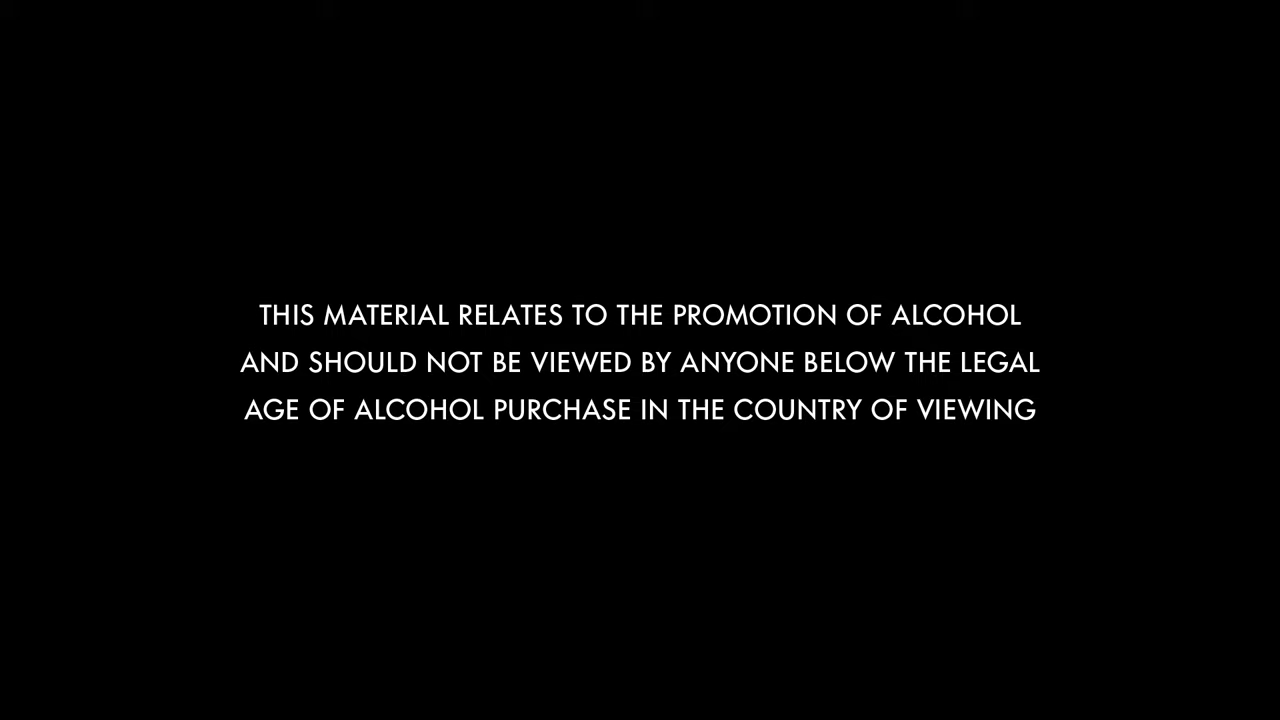 THIS MATERIAL RELATES TO THE PROMOTION OF ALCOHOL
AND SHOULD NOT BE VIEWED BY ANYONE BELOW THE LEGAL
AGE OF ALCOHOL PURCHASE IN THE COUNTRY OF VIEWING